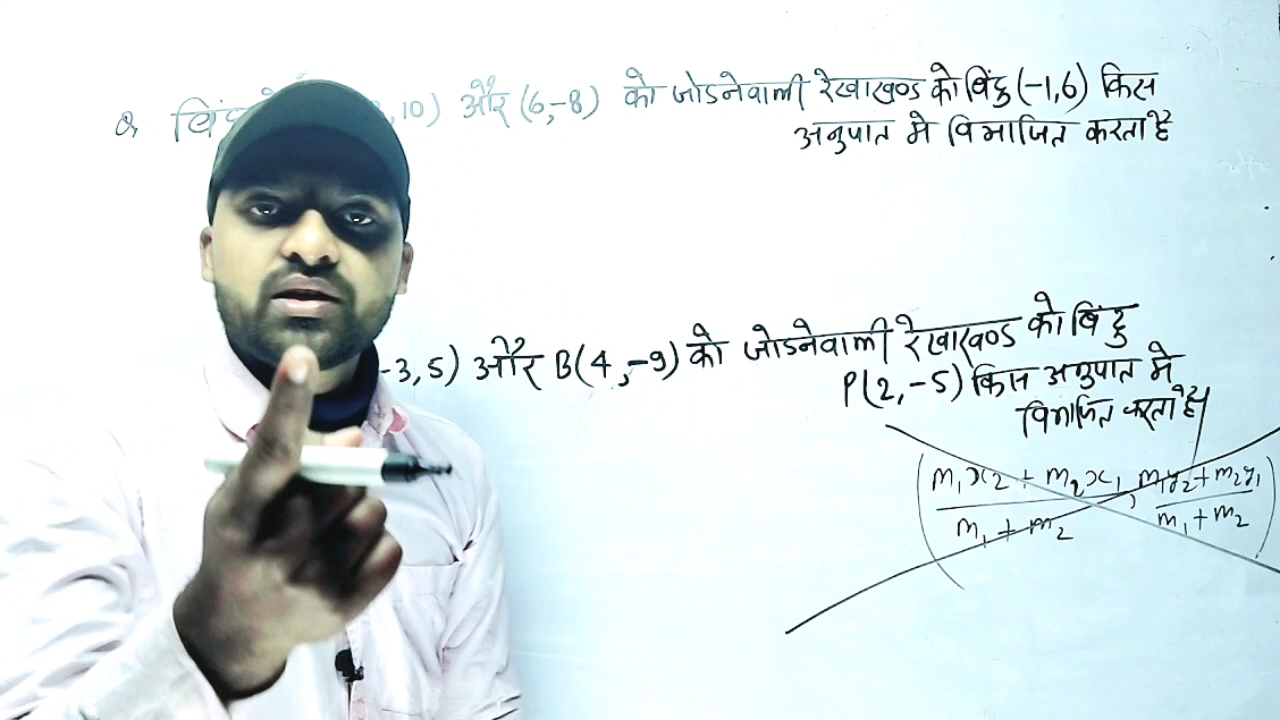 Q. ,10) और (6,-8) को जोडनेवाली रेखाखण्ड को बिंदु (-1,6) किस
अनुपात मे विभाजित करता है
-3,5) और B(4,-9) को जोडनेवाली रेखाखण्ड को बिंदु
P(2,-5) किस अनुपात मे
विभाजित करता है।
(m₁x₂ + m₂x₁ , m₁y₂ + m₂y₁)
m₁ + m₂ m₁ + m₂